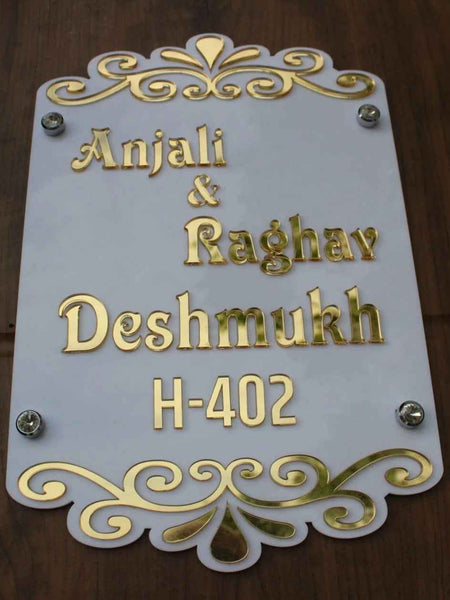 Anjali
&
Raghav
Deshmukh
H-402